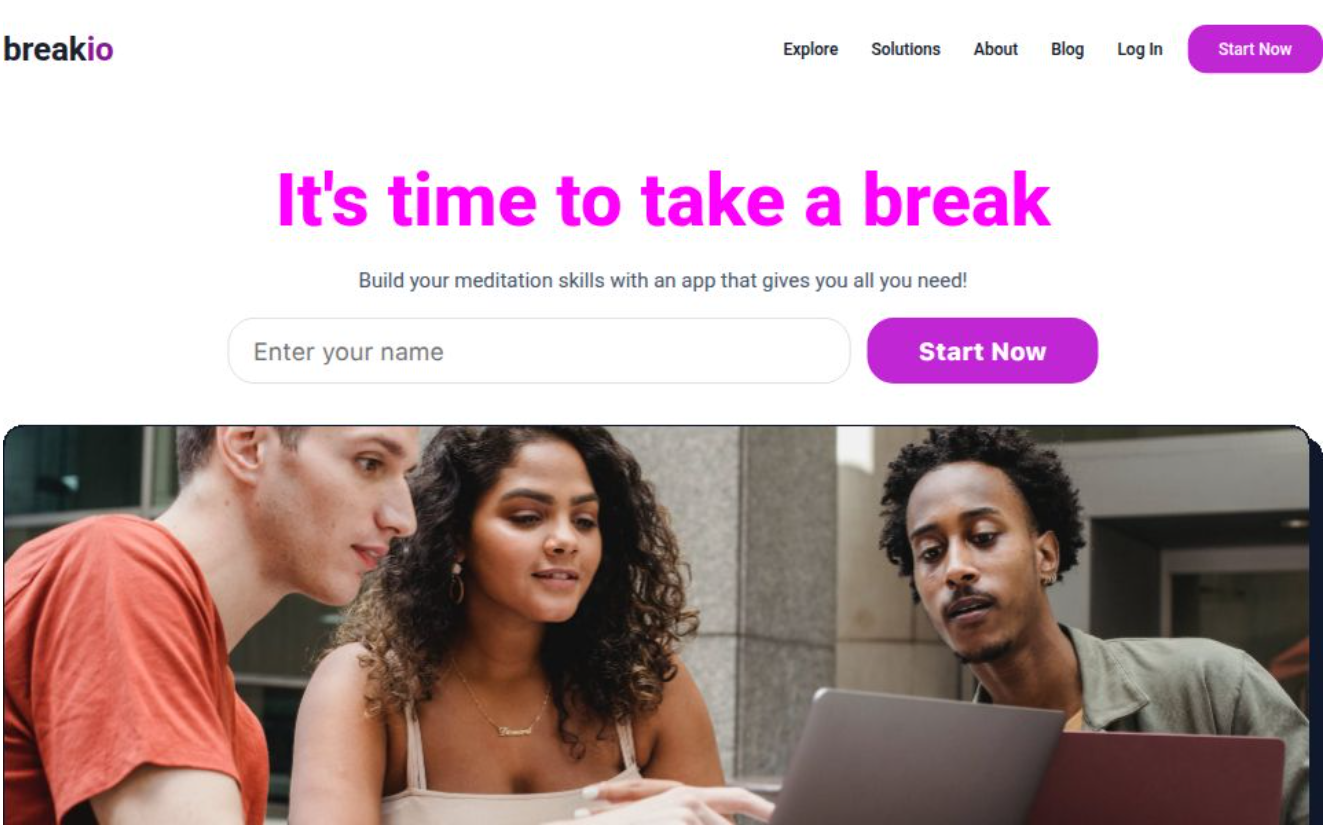 breakio
Explore Solutions About Blog Log In Start Now
It's time to take a break
Build your meditation skills with an app that gives you all you need!
Enter your name Start Now